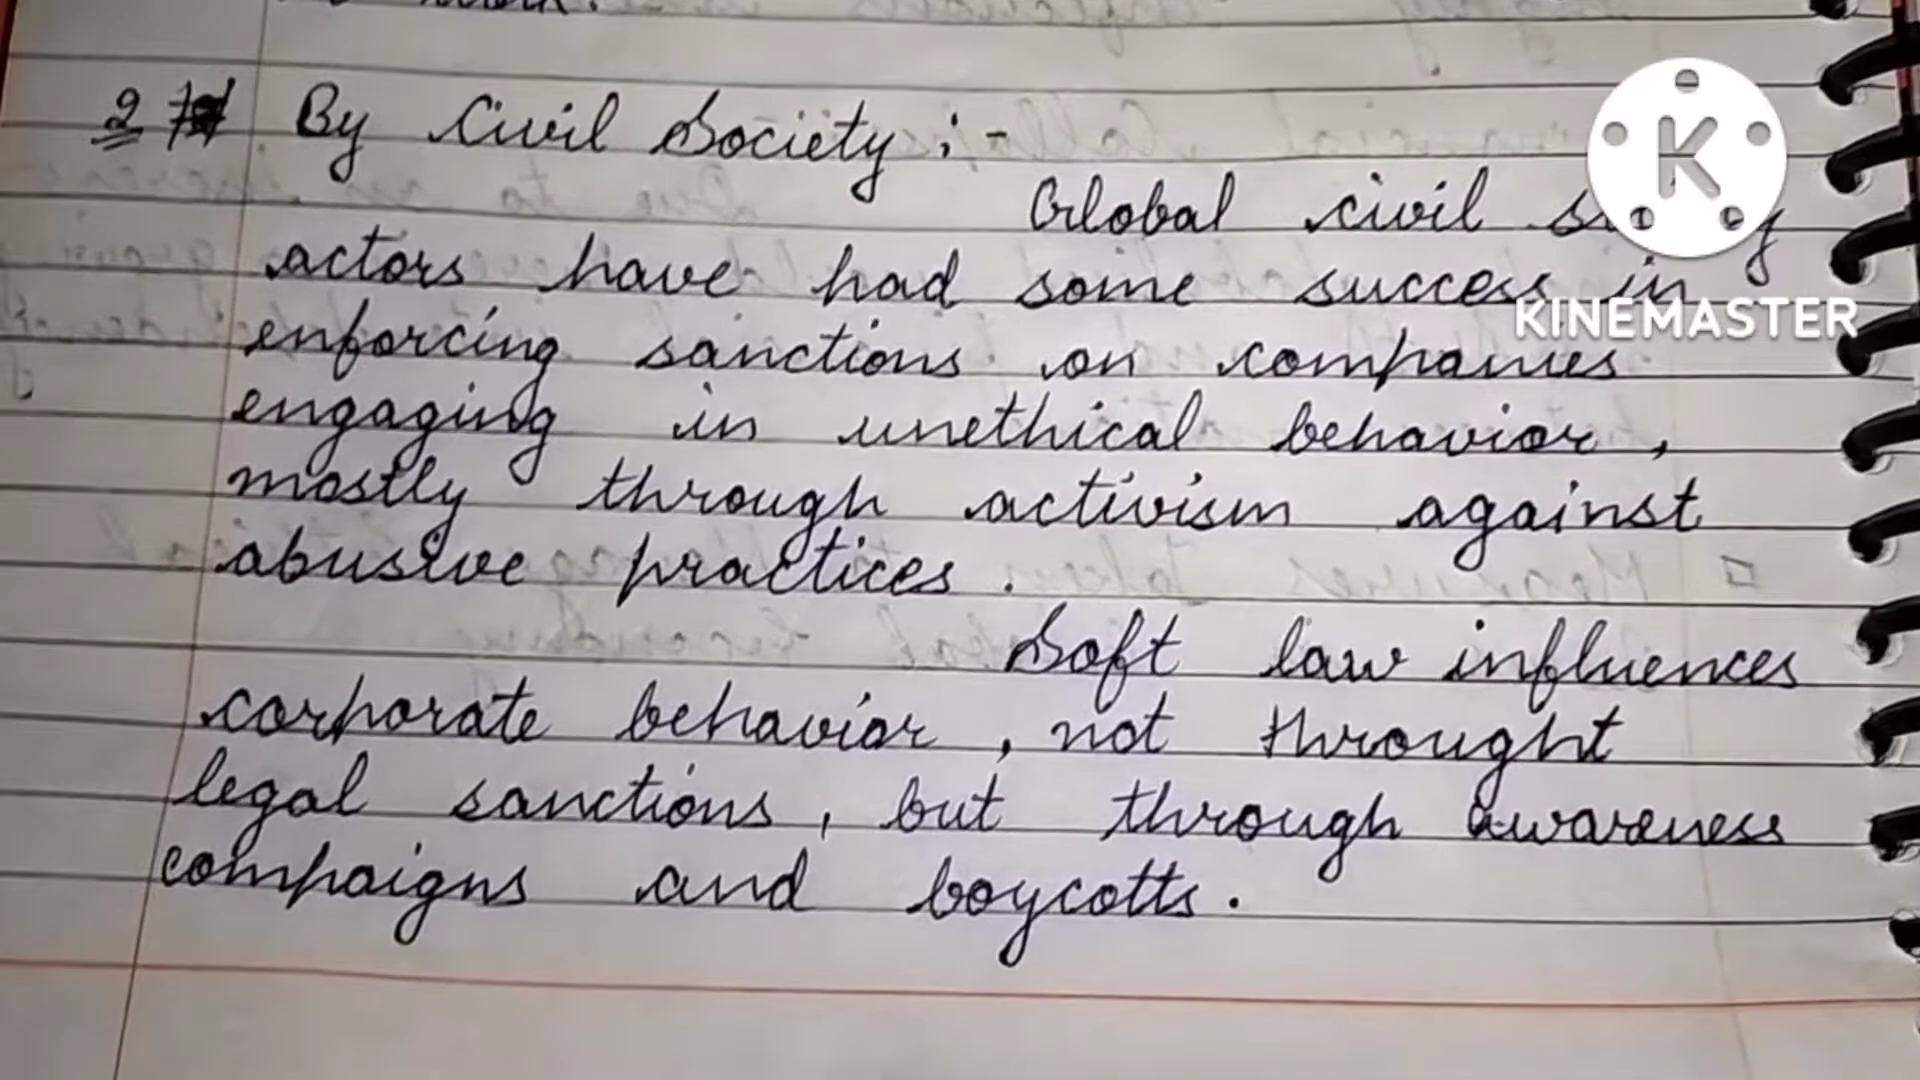 2 By Civil Society :-
Global civil
actors have had some success in
enforcing sanctions on companies
engaging in unethical behavior,
mostly through activism against
abusive practices.
Soft law influences
corporate behavior, not throught
legal sanctions, but through awareness
compaigns and boycotts.
K
KINEMASTER